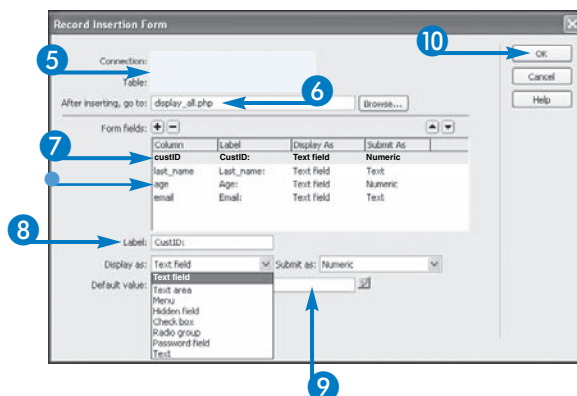 Record Insertion Form
10
OK
5
Connection:
Table:
Cancel
6
After inserting, go to: display_all.php Browse... Help
Form fields: + −
7
Column Label Display As Submit As
custID CustID: Text field Numeric
last_name Last_name: Text field Text
age Age: Text field Numeric
email Email: Text field Text
8
Label: CustID:
Display as: Text field Submit as: Numeric
Default value:
Text field
Text area
Menu
Hidden field
Check box
Radio group
Password field
Text
9